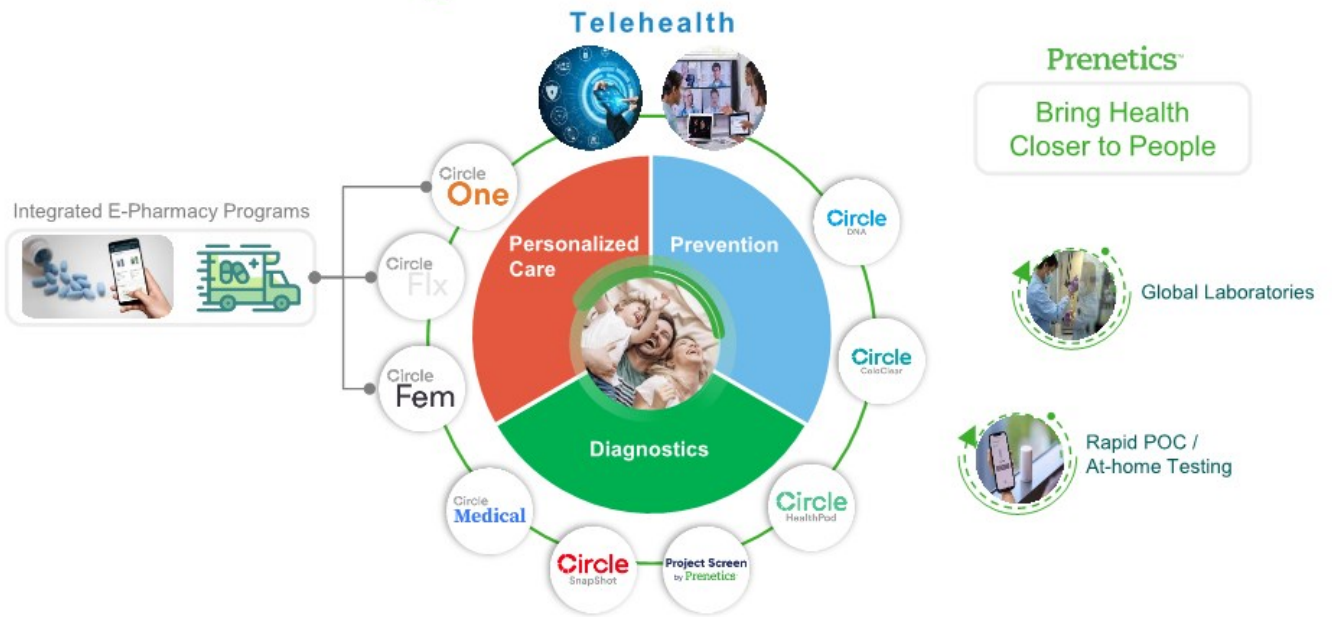 Telehealth
Prenetics™
Bring Health
Closer to People
Circle
One
Integrated E-Pharmacy Programs
Personalized
Care
Prevention
Circle
DNA
Circle
Flx
Global Laboratories
Circle
ColoClear
Circle
Fem
Diagnostics
Rapid POC /
At-home Testing
Circle
Medical
Circle
HealthPod
Circle
SnapShot
Project Screen
by Prenetics